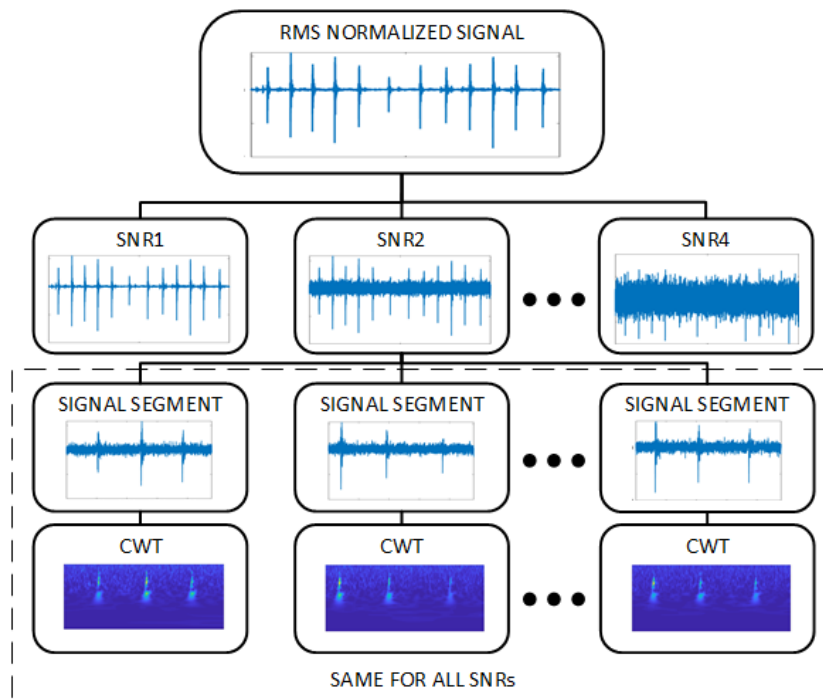 RMS NORMALIZED SIGNAL
SNR1
SNR2
SNR4
SIGNAL SEGMENT
SIGNAL SEGMENT
SIGNAL SEGMENT
CWT
CWT
CWT
SAME FOR ALL SNRs